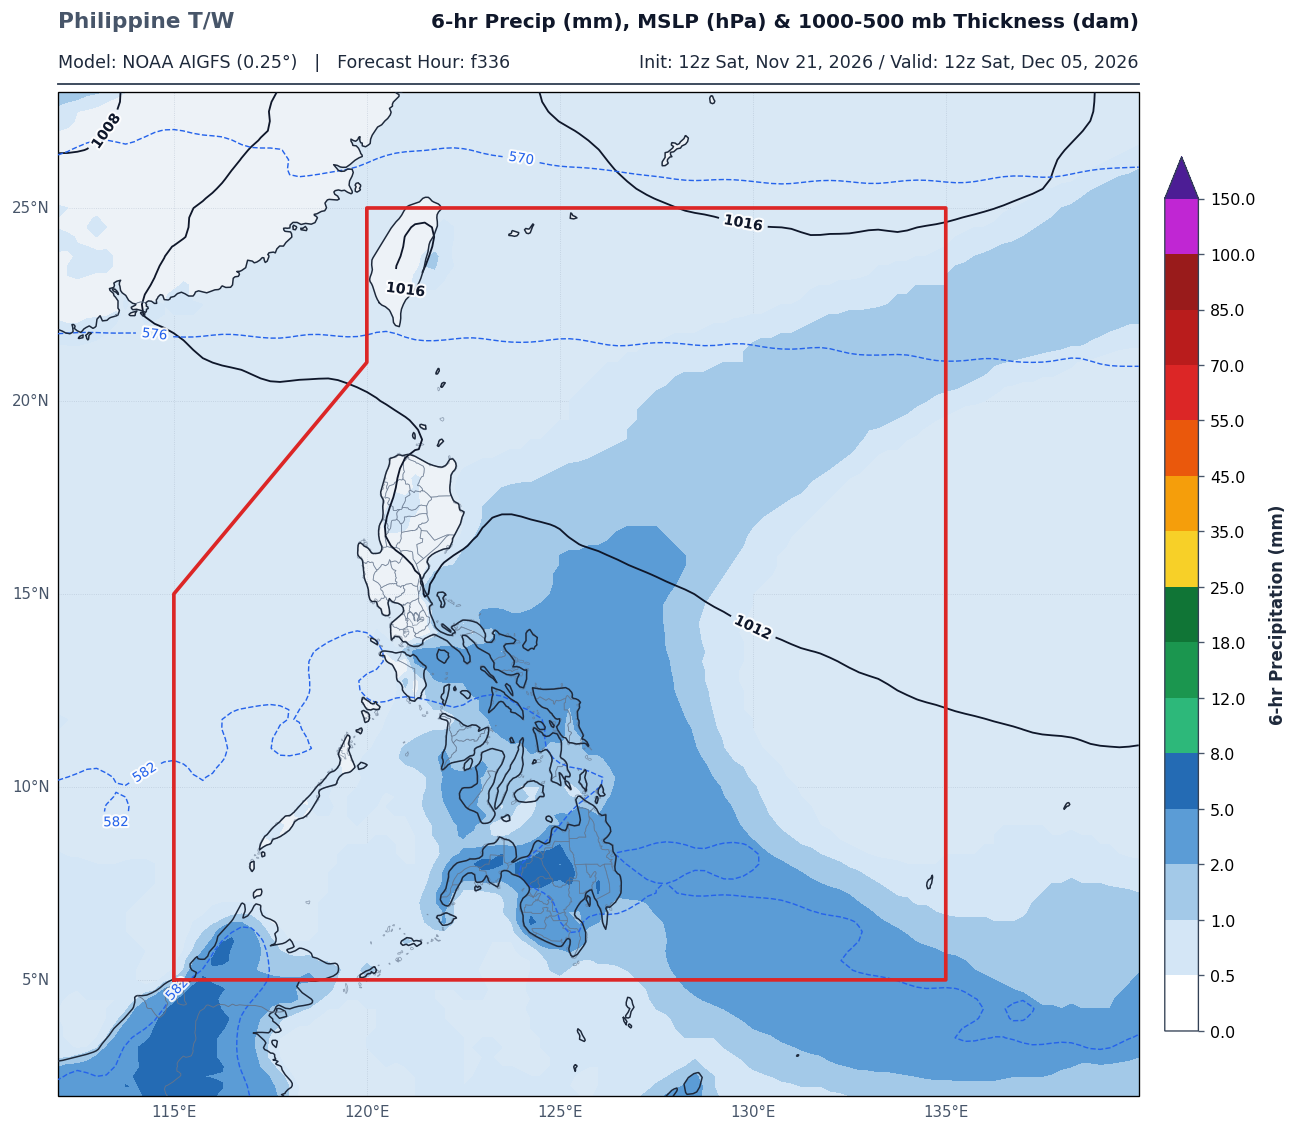 Philippine T/W
6-hr Precip (mm), MSLP (hPa) & 1000-500 mb Thickness (dam)
Model: NOAA AIGFS (0.25°) | Forecast Hour: f336
Init: 12z Sat, Nov 21, 2026 / Valid: 12z Sat, Dec 05, 2026
1008
570
25°N
1016
1016
576
20°N
15°N
1012
582
10°N
582
5°N
582
115°E
120°E
125°E
130°E
135°E
150.0
100.0
85.0
70.0
55.0
45.0
35.0
25.0
18.0
12.0
8.0
5.0
2.0
1.0
0.5
0.0
6-hr Precipitation (mm)